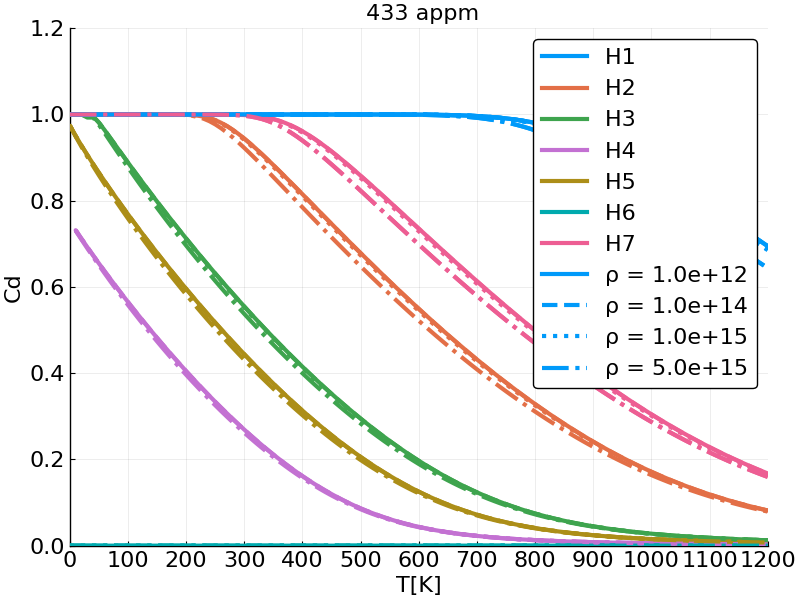 433 appm
1.2
1.0
0.8
0.6
0.4
0.2
0.0
Cd
H1
H2
H3
H4
H5
H6
H7
ρ = 1.0e+12
ρ = 1.0e+14
ρ = 1.0e+15
ρ = 5.0e+15
0 100 200 300 400 500 600 700 800 900 1000 1100 1200
T[K]